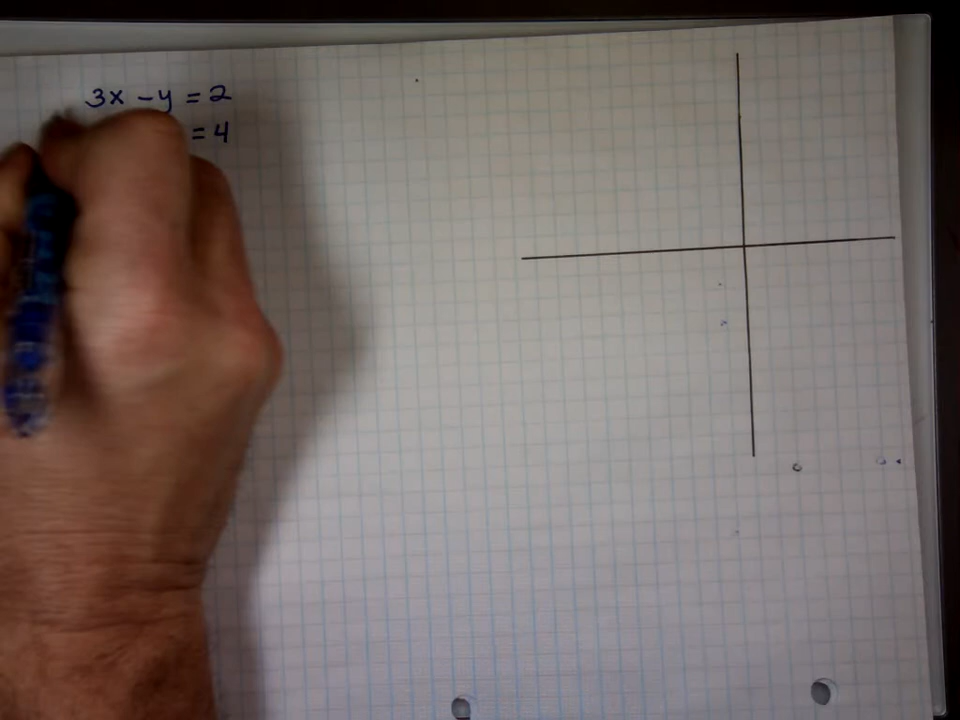 3x - y = 2
= 4